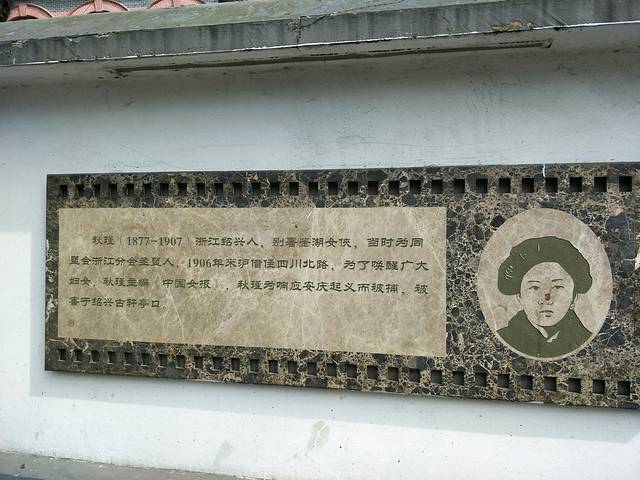 秋瑾（1877-1907）浙江绍兴人，别署鉴湖女侠，当时为同
盟会浙江分会主盟人，1906年来沪借住四川北路，为了唤醒广大
妇女，秋瑾主编《中国女报》，秋瑾为响应安庆起义而被捕，被
害于绍兴古轩亭口